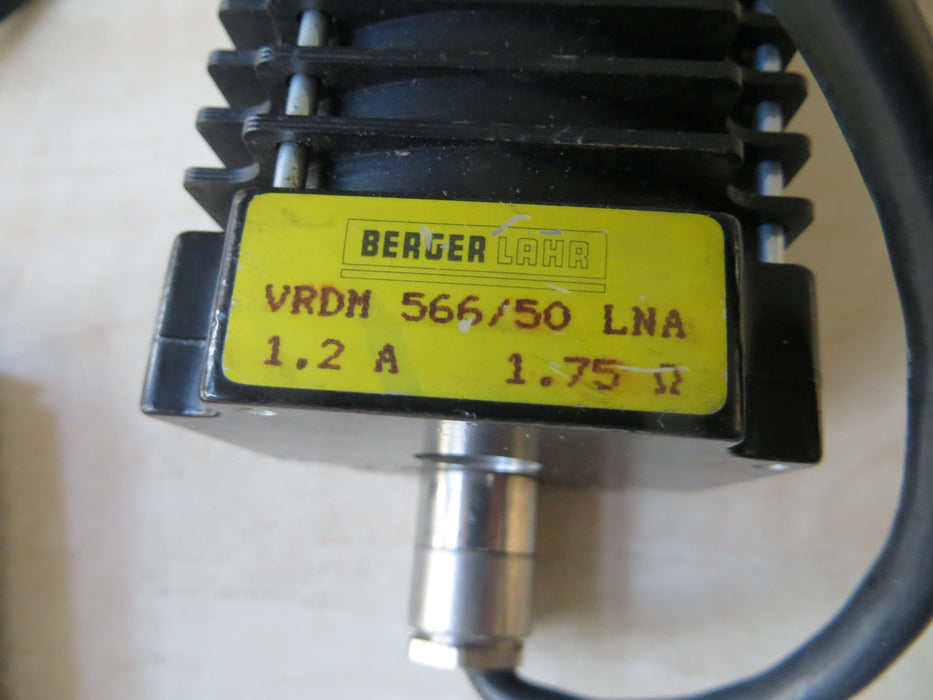 BERGER LAHR
VRDM 566/50 LNA
1.2 A 1.75 Ω